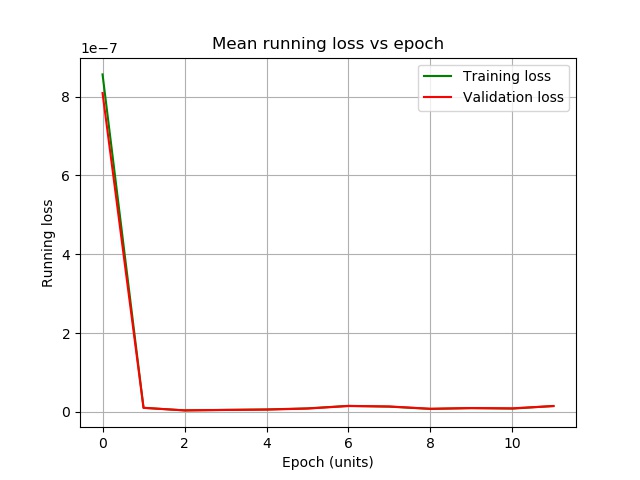 Mean running loss vs epoch
1e−7
Training loss
Validation loss
8
6
4
2
0
Running loss
0 2 4 6 8 10
Epoch (units)